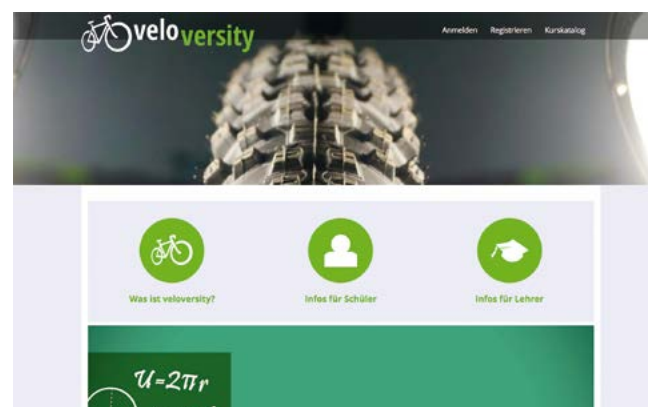 veloversity
Anmelden Registrieren Kurskatalog
Was ist veloversity? Infos für Schüler Infos für Lehrer
U=2πr